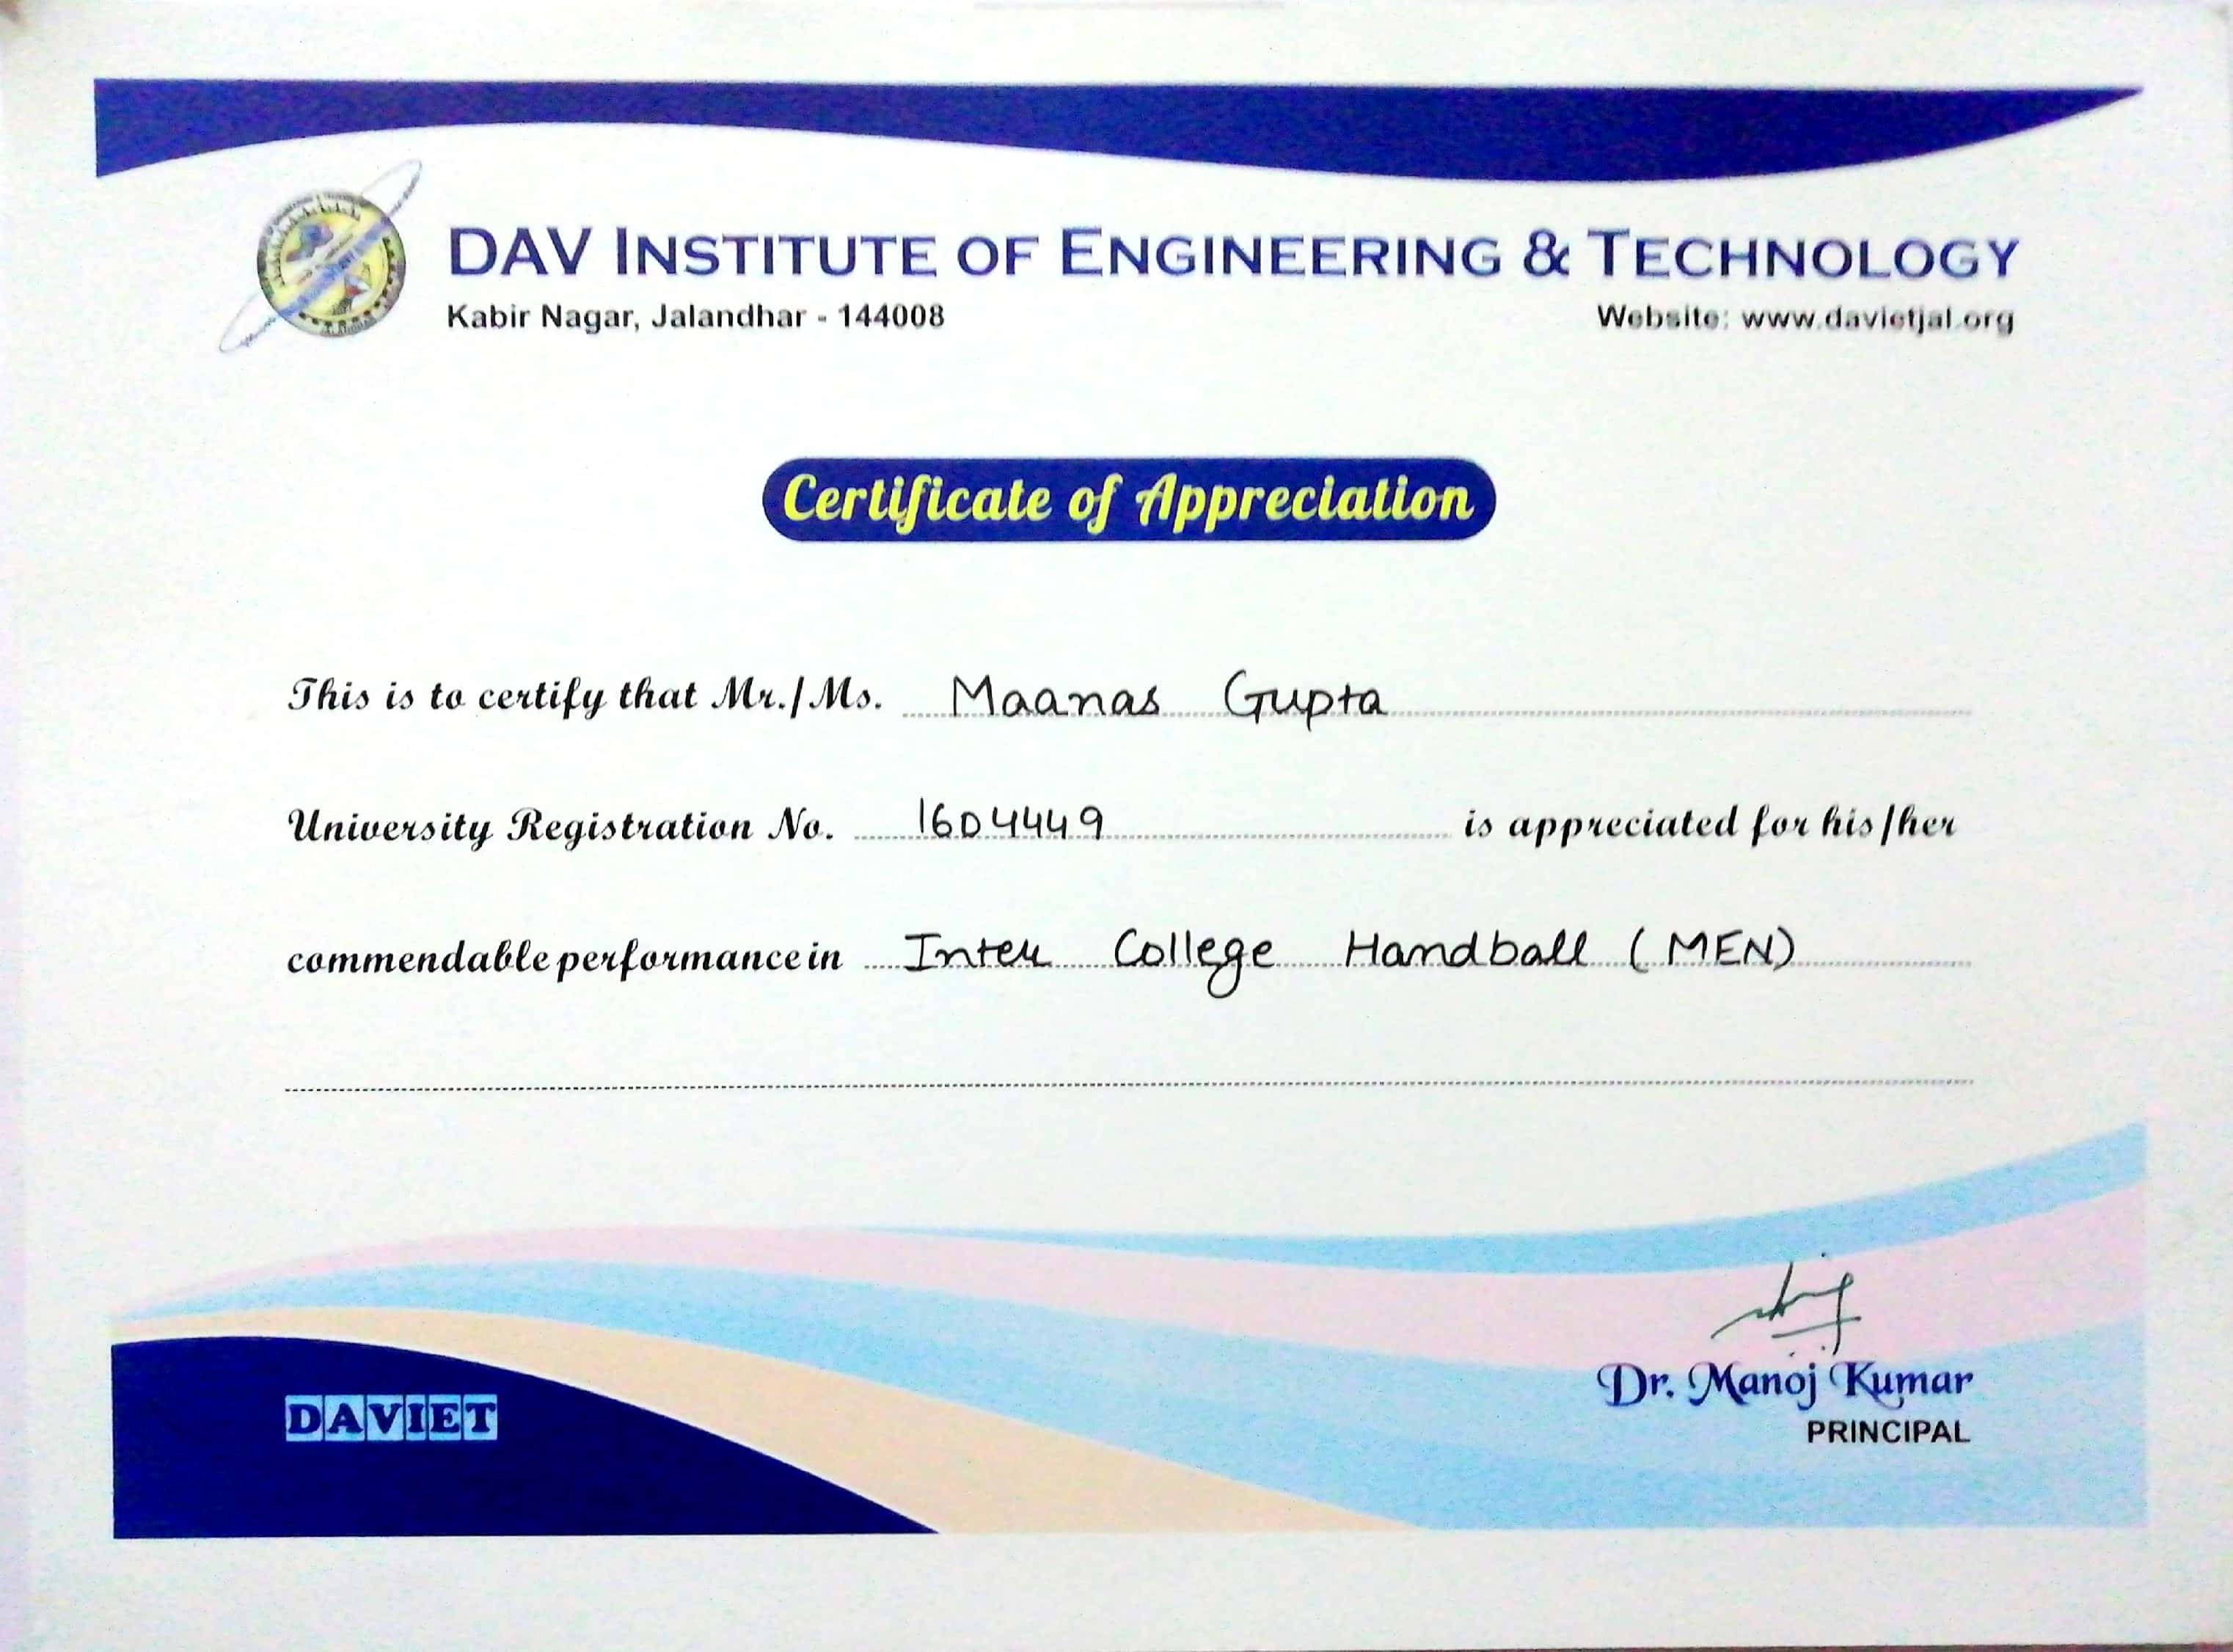 DAV INSTITUTE OF ENGINEERING & TECHNOLOGY
Kabir Nagar, Jalandhar - 144008 Website: www.davietjal.org
Certificate of Appreciation
This is to certify that Mr./Ms. Maanas Gupta
University Registration No. 1604449 is appreciated for his/her
commendable performance in Inter College Handball (MEN)
Dr. Manoj Kumar
PRINCIPAL
DAVIET